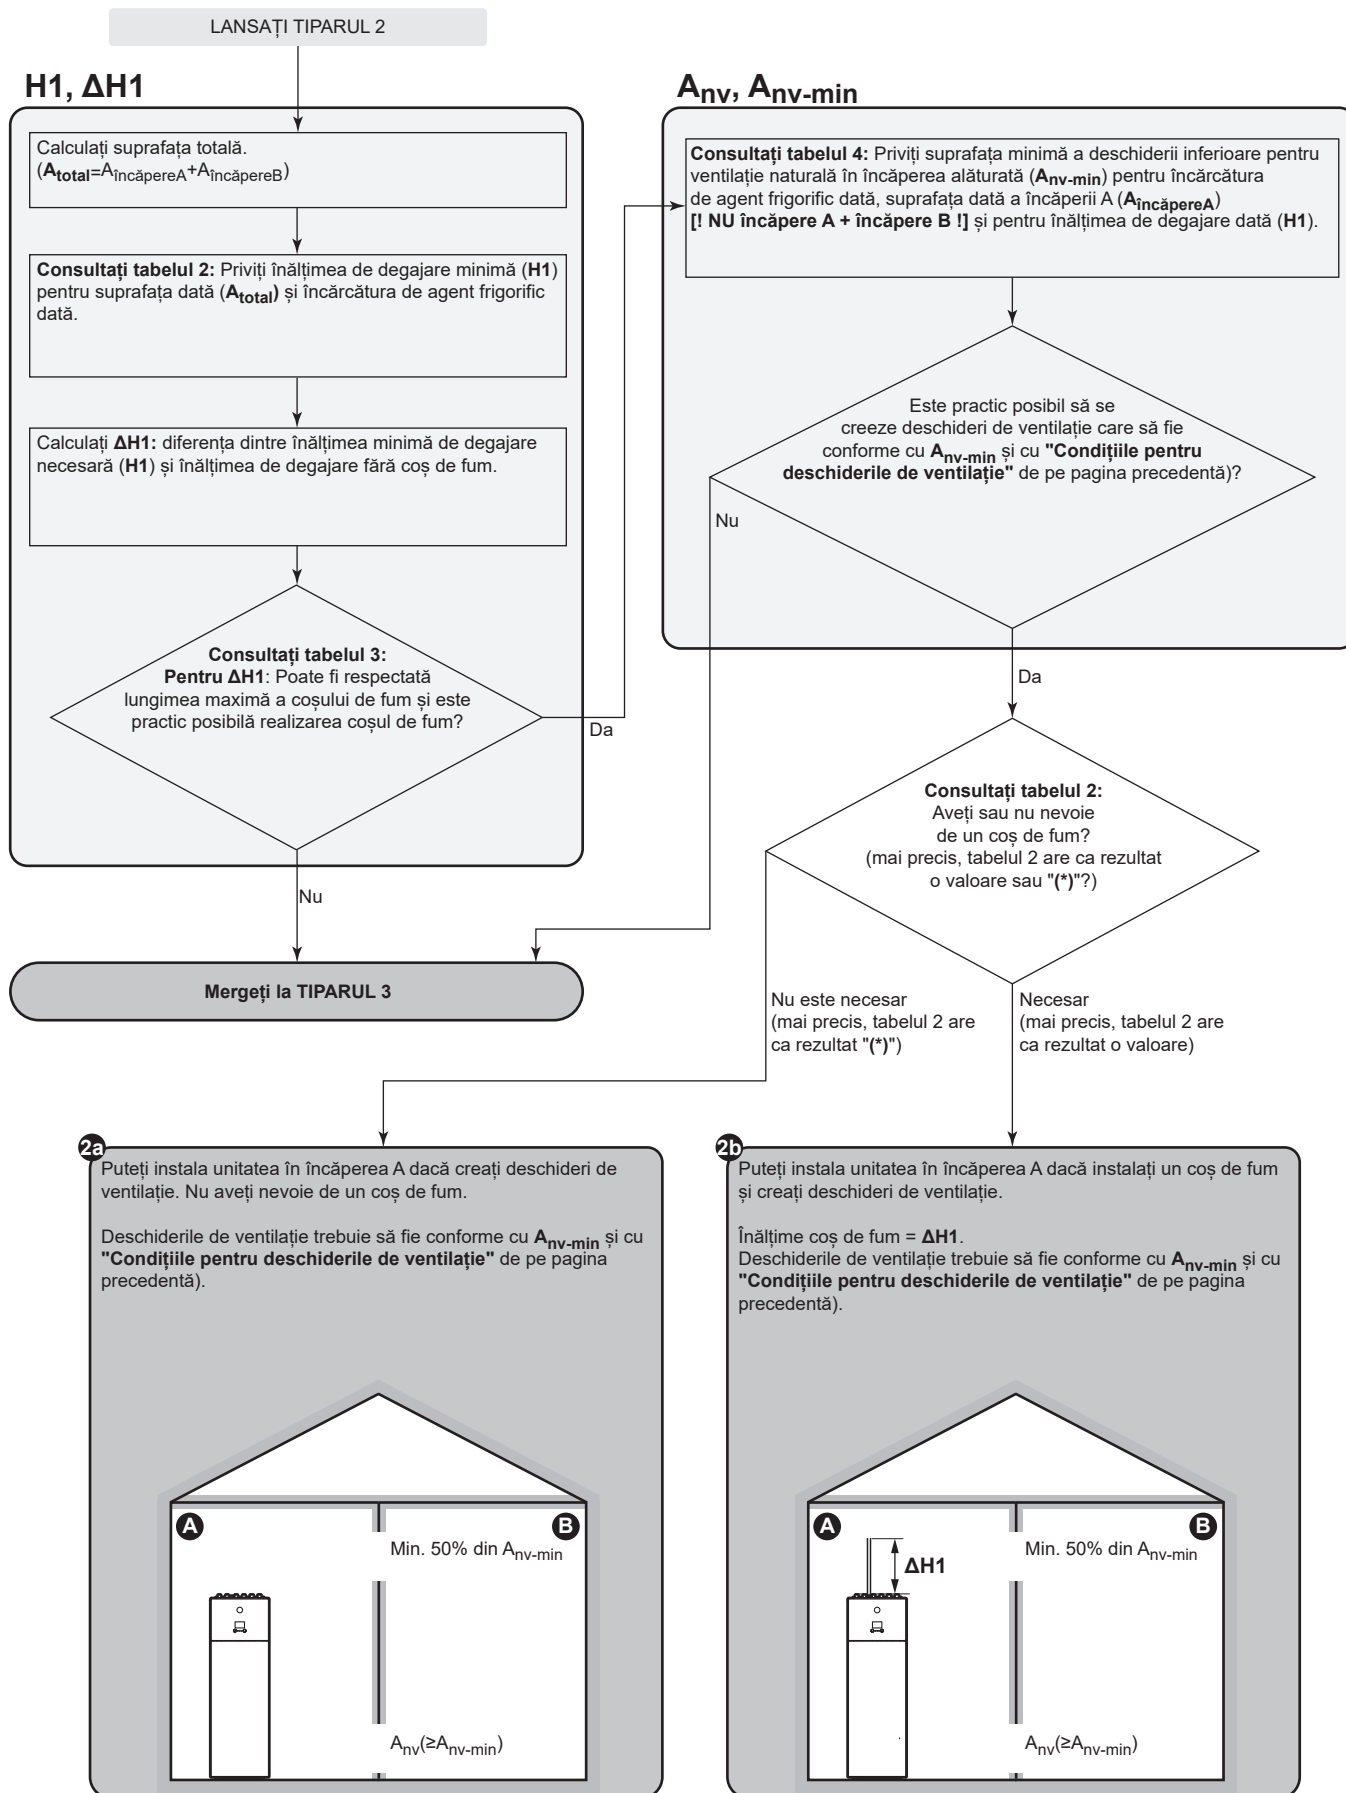 LANSAȚI TIPARUL 2
H1, ΔH1
Calculați suprafața totală.
(Atotal=AîncăpereA+AîncăpereB)
Consultați tabelul 2: Priviți înălțimea de degajare minimă (H1)
pentru suprafața dată (Atotal) și încărcătura de agent frigorific
dată.
Calculați ΔH1: diferența dintre înălțimea minimă de degajare
necesară (H1) și înălțimea de degajare fără coș de fum.
Consultați tabelul 3:
Pentru ΔH1: Poate fi respectată
lungimea maximă a coșului de fum și este
practic posibilă realizarea coșul de fum?
Da
Nu
Mergeți la TIPARUL 3
Anv, Anv-min
Consultați tabelul 4: Priviți suprafața minimă a deschiderii inferioare pentru
ventilație naturală în încăperea alăturată (Anv-min) pentru încărcătura
de agent frigorific dată, suprafața dată a încăperii A (AîncăpereA)
[! NU încăpere A + încăpere B !] și pentru înălțimea de degajare dată (H1).
Este practic posibil să se
creeze deschideri de ventilație care să fie
conforme cu Anv-min și cu "Condițiile pentru
deschiderile de ventilație" de pe pagina precedentă)?
Nu
Da
Consultați tabelul 2:
Aveți sau nu nevoie
de un coș de fum?
(mai precis, tabelul 2 are ca rezultat
o valoare sau "(*)"?)
Nu este necesar
(mai precis, tabelul 2 are
ca rezultat "(*)")
Necesar
(mai precis, tabelul 2 are
ca rezultat o valoare)
2a
Puteți instala unitatea în încăperea A dacă creați deschideri de
ventilație. Nu aveți nevoie de un coș de fum.
Deschiderile de ventilație trebuie să fie conforme cu Anv-min și cu
"Condițiile pentru deschiderile de ventilație" de pe pagina
precedentă).
A
B
Min. 50% din Anv-min
Anv(≥Anv-min)
2b
Puteți instala unitatea în încăperea A dacă instalați un coș de fum
și creați deschideri de ventilație.
Înălțime coș de fum = ΔH1.
Deschiderile de ventilație trebuie să fie conforme cu Anv-min și cu
"Condițiile pentru deschiderile de ventilație" de pe pagina
precedentă).
A
B
ΔH1
Min. 50% din Anv-min
Anv(≥Anv-min)